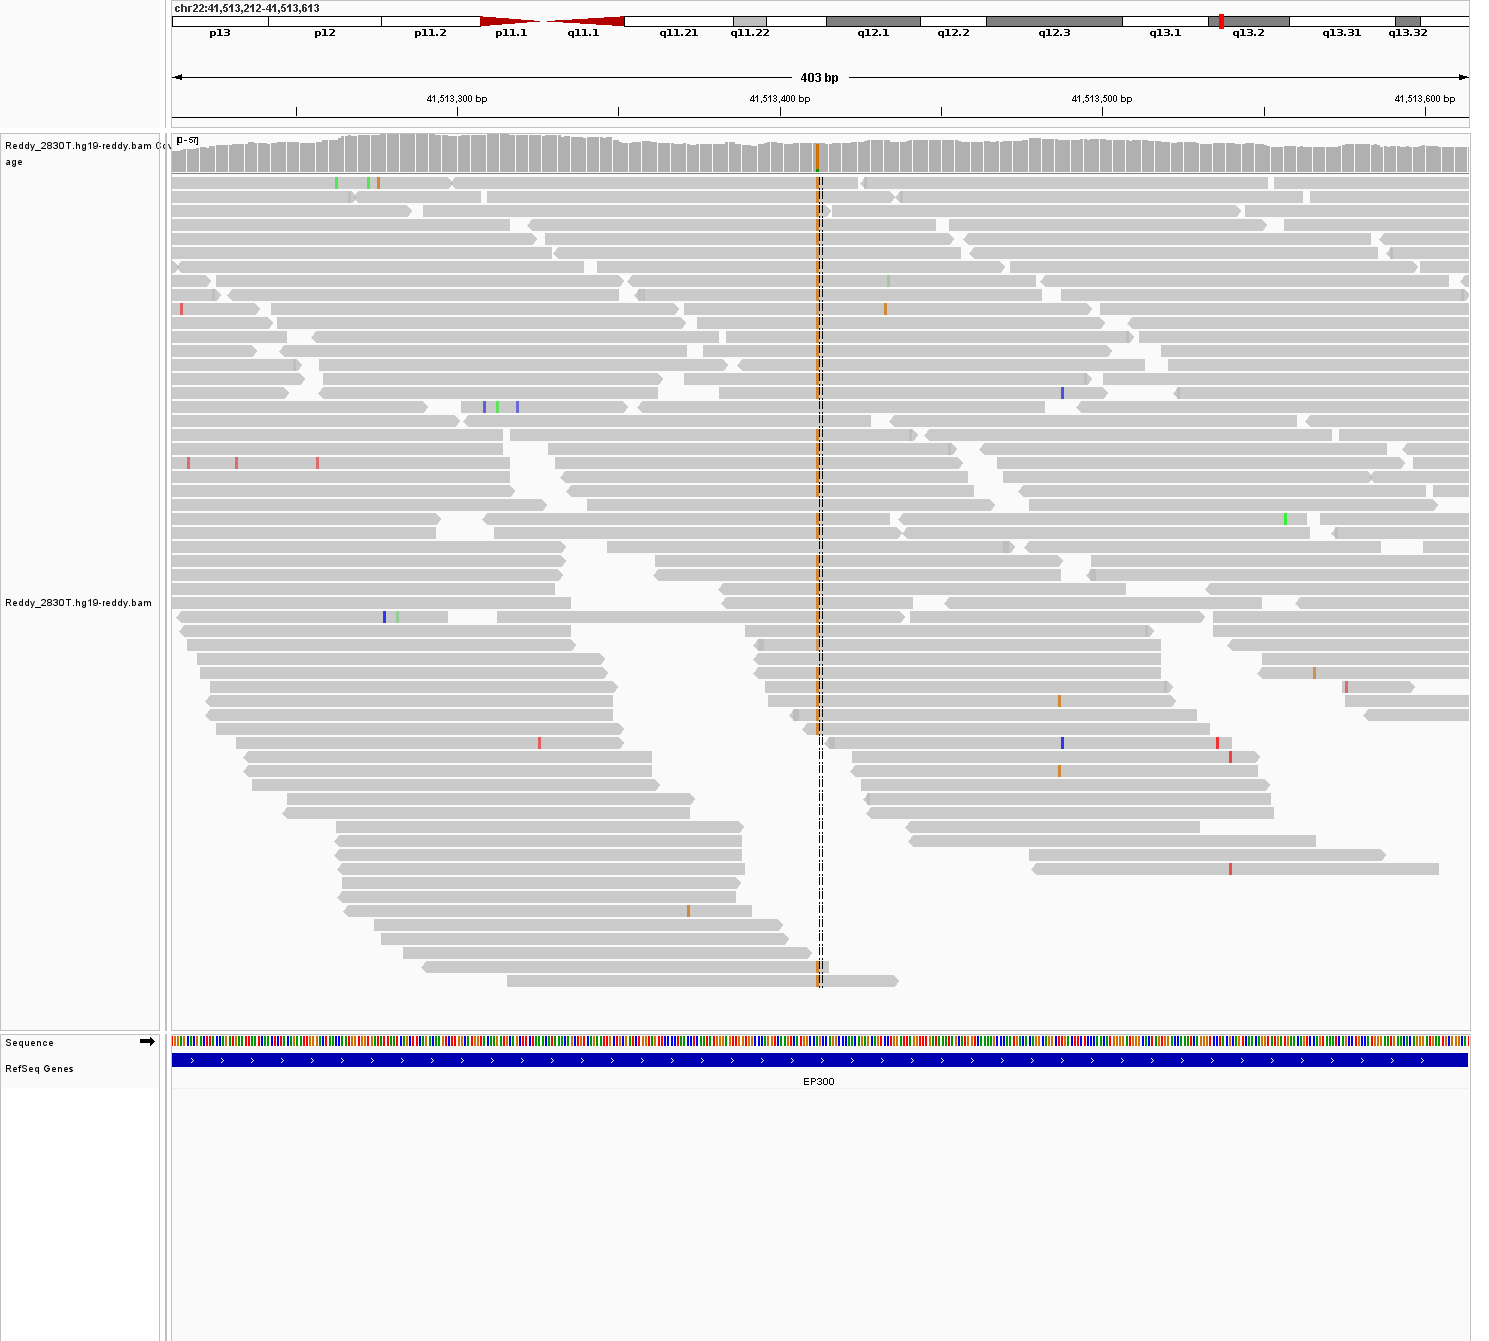 chr22:41,513,212-41,513,613
p13 p12 p11.2 p11.1 q11.1 q11.21 q11.22 q12.1 q12.2 q12.3 q13.1 q13.2 q13.31 q13.32
403 bp
41,513,300 bp 41,513,400 bp 41,513,500 bp 41,513,600 bp
[0-57]
Reddy_2830T.hg19-reddy.bam Cov
age
Reddy_2830T.hg19-reddy.bam
Sequence
RefSeq Genes
EP300